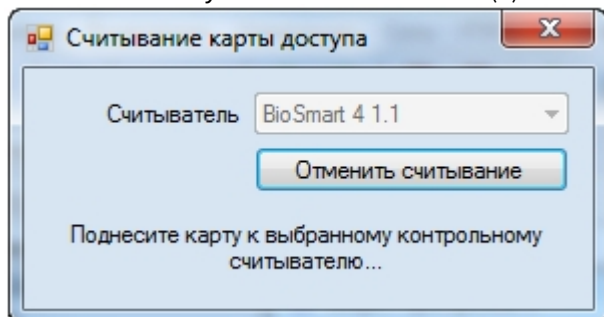 Считывание карты доступа
Считыватель BioSmart 4 1.1
Отменить считывание
Поднесите карту к выбранному контрольному
считывателю...